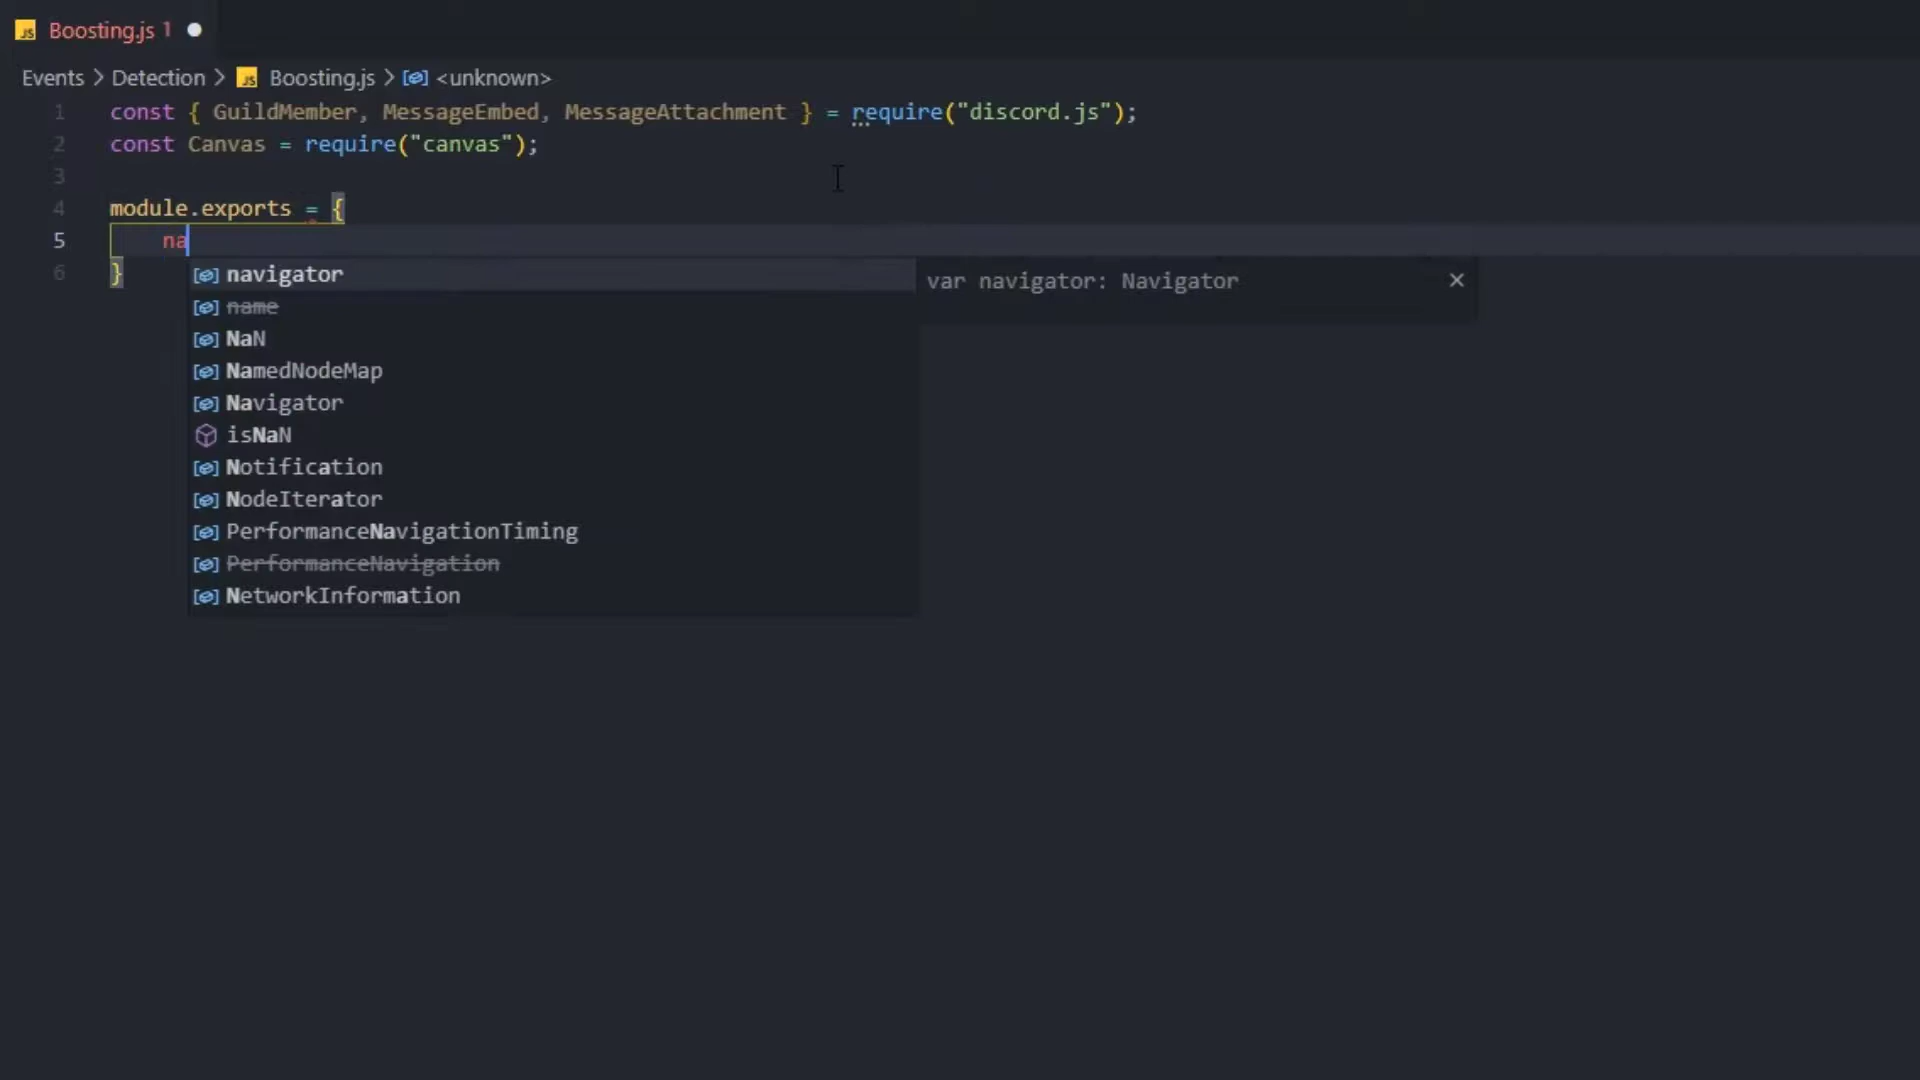 Boosting.js 1
Events > Detection > Boosting.js > <unknown>
1 const { GuildMember, MessageEmbed, MessageAttachment } = require("discord.js");
2 const Canvas = require("canvas");
3
4 module.exports = {
5 na
6 }
navigator
var navigator: Navigator
name
NaN
NamedNodeMap
Navigator
isNaN
Notification
NodeIterator
PerformanceNavigationTiming
PerformanceNavigation
NetworkInformation